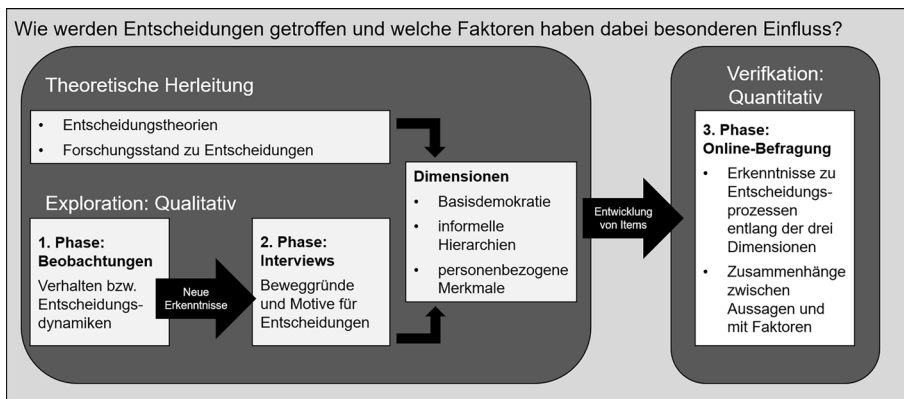 Wie werden Entscheidungen getroffen und welche Faktoren haben dabei besonderen Einfluss?
Theoretische Herleitung
• Entscheidungstheorien
• Forschungsstand zu Entscheidungen
Exploration: Qualitativ
1. Phase:
Beobachtungen
Verhalten bzw.
Entscheidungs-
dynamiken
Neue
Erkenntnisse
2. Phase:
Interviews
Beweggründe
und Motive für
Entscheidungen
Dimensionen
• Basisdemokratie
• informelle
Hierarchien
• personenbezogene
Merkmale
Entwicklung
von Items
Verifkation:
Quantitativ
3. Phase:
Online-Befragung
• Erkenntnisse zu
Entscheidungs-
prozessen
entlang der drei
Dimensionen
• Zusammenhänge
zwischen
Aussagen und
mit Faktoren